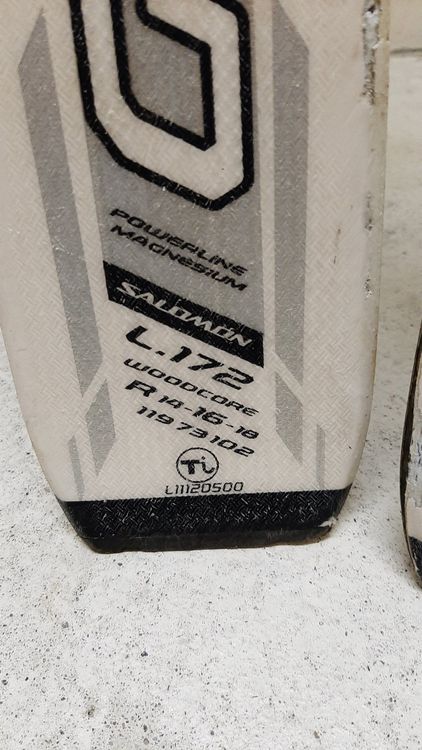 POWERLINE
MAGNESIUM
SALOMON
L.172
WOODCORE
R 14-16-18
119 73 102
Ti
L11120500